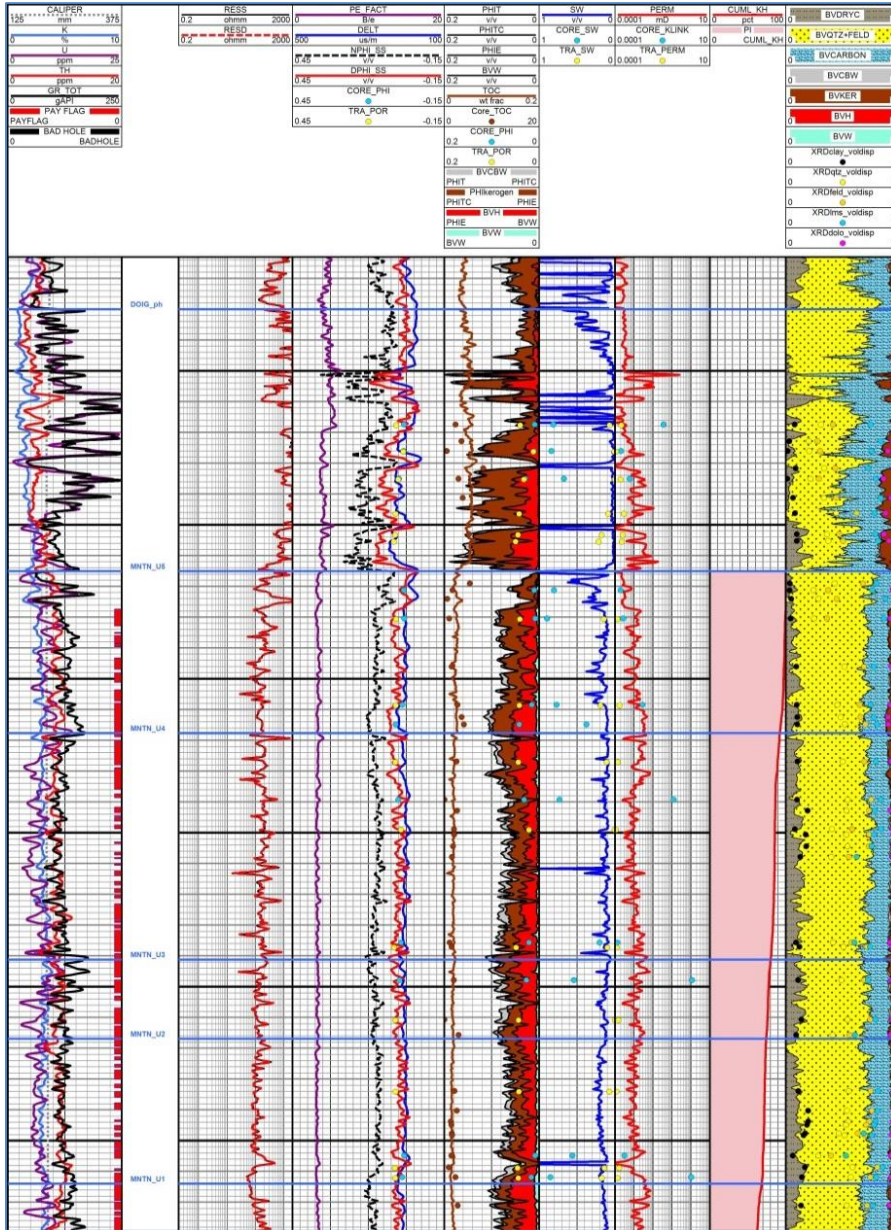 CALIPER
125 mm 375
K
0 % 10
U
0 ppm 25
TH
0 ppm 20
GR_TOT
0 gAPI 250
PAY FLAG
PAYFLAG 0
BAD HOLE
0 BADHOLE
RESS
0.2 ohmm 2000
RESD
0.2 ohmm 2000
PE_FACT
0 B/e 20
DELT
500 us/m 100
NPHI_SS
0.45 v/v -0.15
DPHI_SS
0.45 v/v -0.15
CORE_PHI
0.45 -0.15
TRA_POR
0.45 -0.15
PHIT
0.2 v/v 0
PHITC
0.2 v/v 0
PHIE
0.2 v/v 0
BVW
0.2 v/v 0
TOC
0 wt frac 0.2
Core_TOC
0 20
CORE_PHI
0.2 0
TRA_POR
0.2 0
BVCBW
PHIT PHITC
PHIkerogen
PHITC PHIE
BVH
PHIE BVW
BVW
BVW 0
SW
1 v/v 0
CORE_SW
1 0
TRA_SW
1 0
PERM
0.0001 mD 10
CORE_KLINK
0.0001 10
TRA_PERM
0.0001 10
CUML_KH
0 pct 100
PI
0 CUML_KH
BVDRYC
0
BVQTZ+FELD
0
BVCARBON
0
BVCBW
0
BVKER
0
BVH
0
BVW
0
XRDclay_voldisp
0
XRDqtz_voldisp
0
XRDfeld_voldisp
0
XRDlms_voldisp
0
XRDdolo_voldisp
0
DOIG_ph
MNTN_U5
MNTN_U4
MNTN_U3
MNTN_U2
MNTN_U1